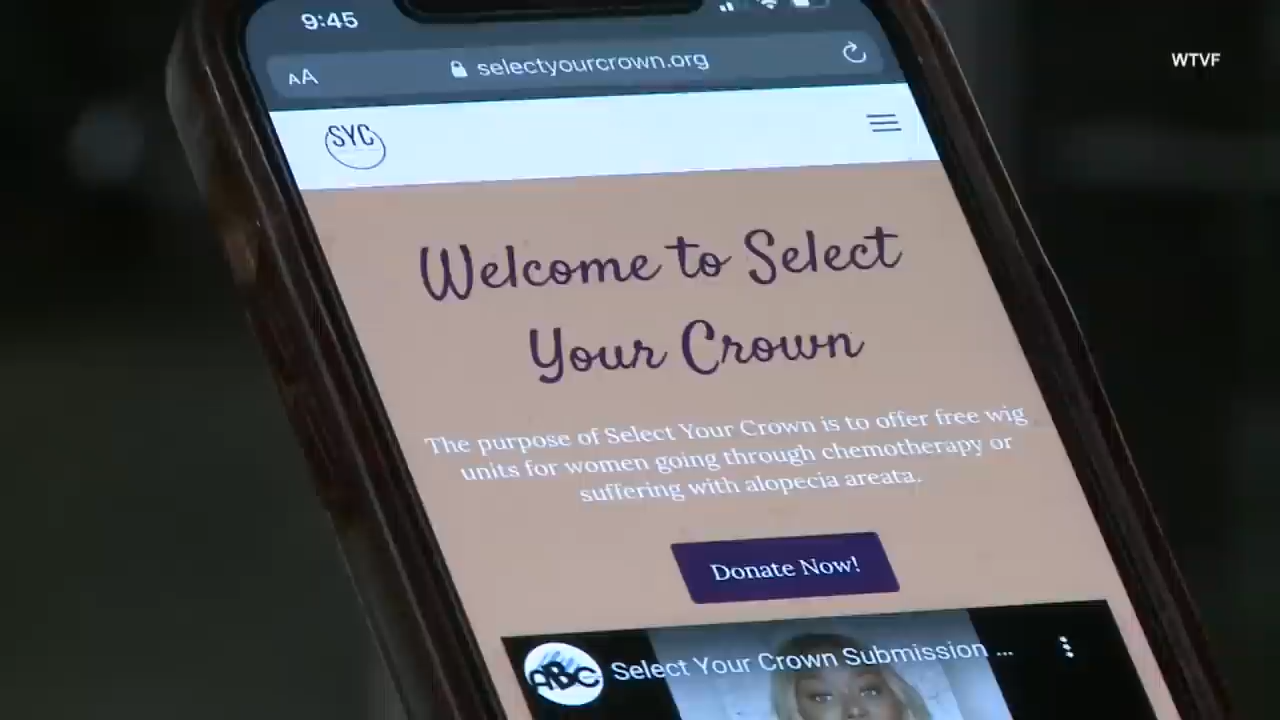 9:45
WTVF
AA
selectyourcrown.org
SYC
Welcome to Select
Your Crown
The purpose of Select Your Crown is to offer free wig
units for women going through chemotherapy or
suffering with alopecia areata.
Donate Now!
ABC
Select Your Crown Submission ...